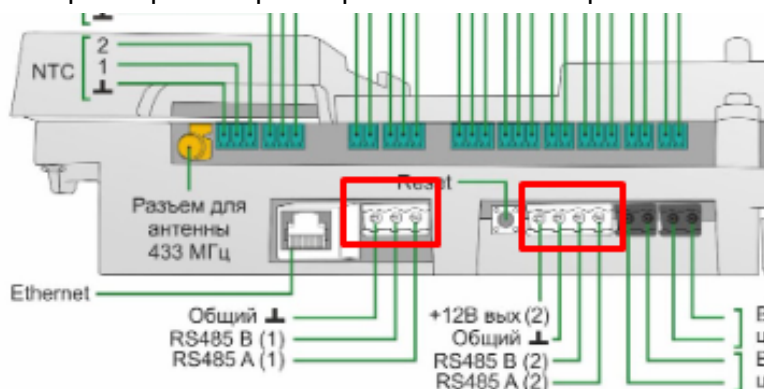 2
NTC 1
⊥
Reset
Разъем для
антенны
433 МГц
Ethernet
Общий ⊥
RS485 B (1)
RS485 A (1)
+12В вых (2)
Общий ⊥
RS485 B (2)
RS485 A (2)